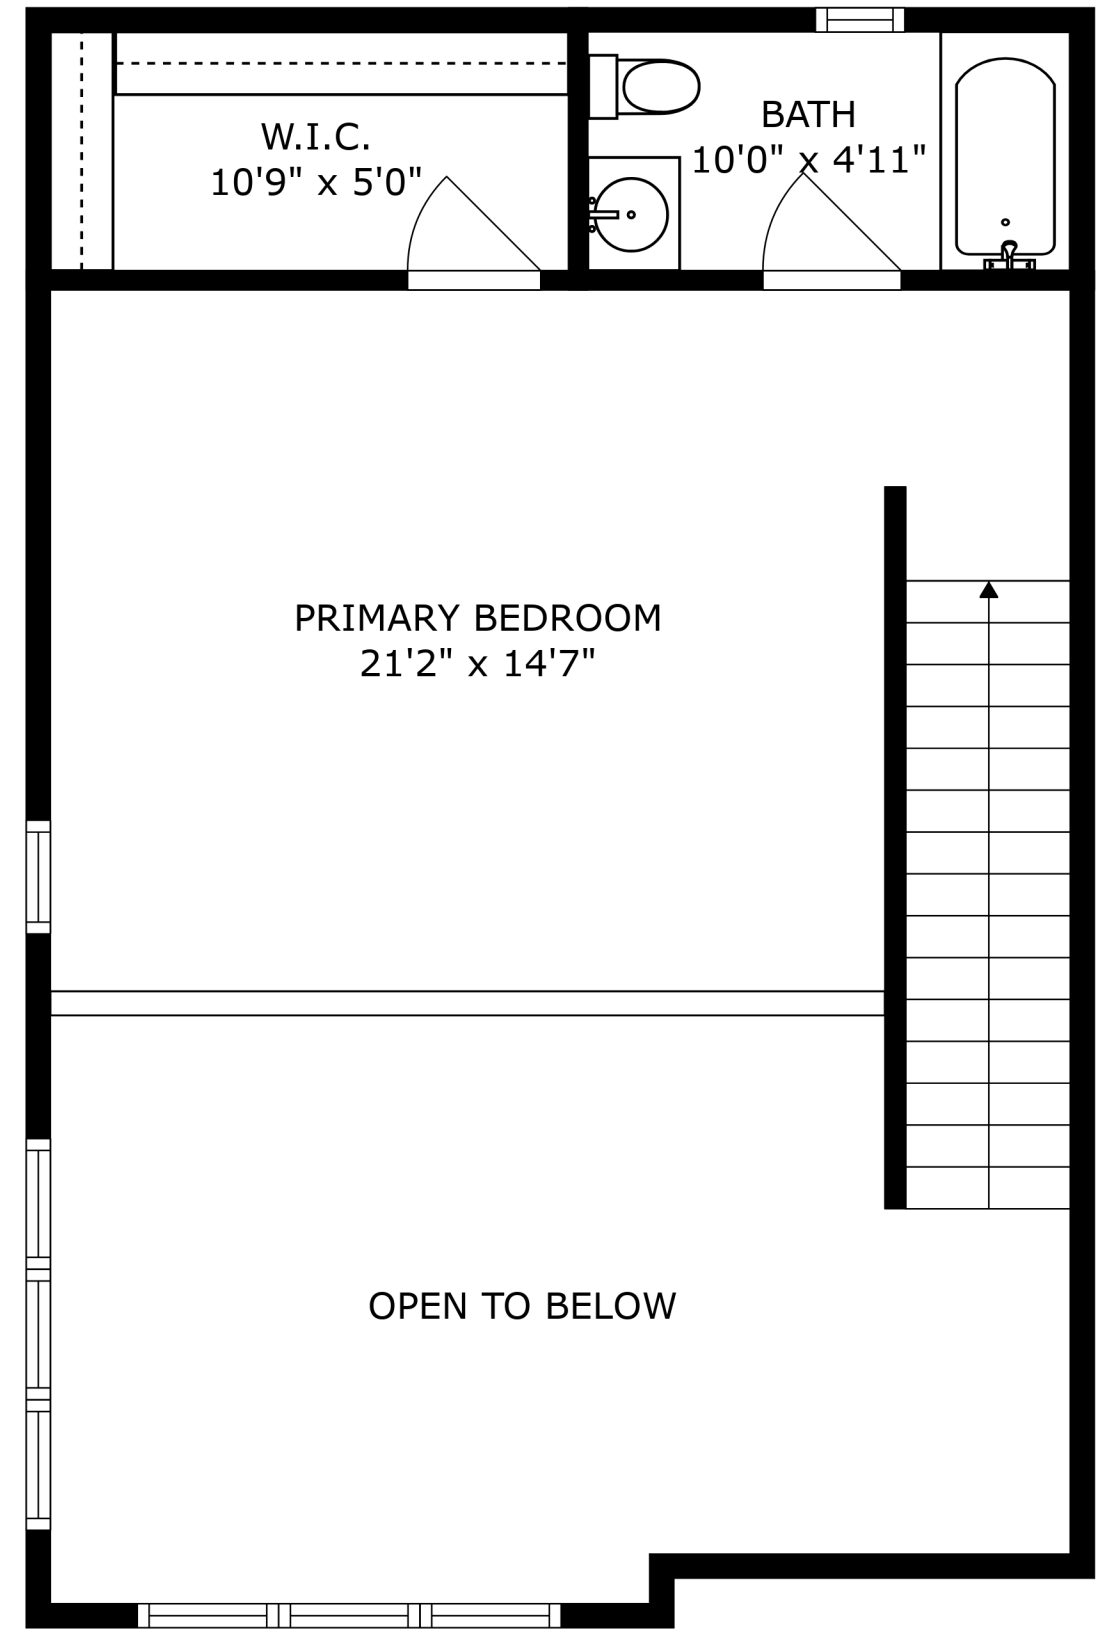 W.I.C.
10'9" x 5'0"
BATH
10'0" x 4'11"
PRIMARY BEDROOM
21'2" x 14'7"
OPEN TO BELOW